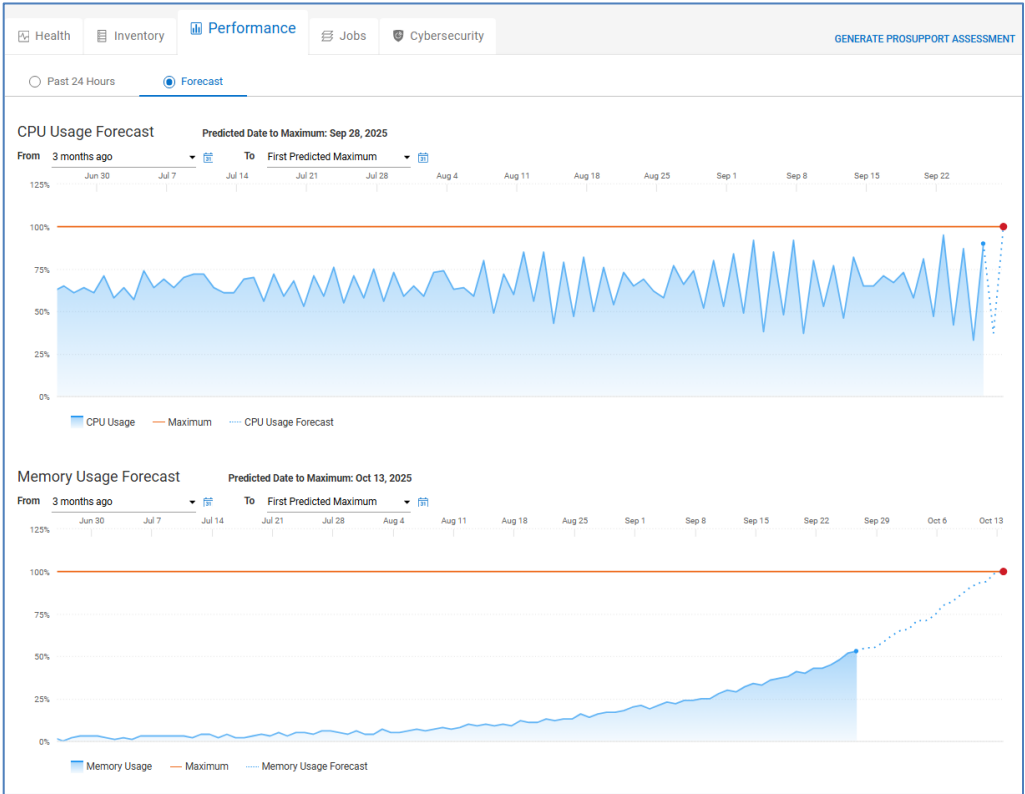 Health Inventory Performance Jobs Cybersecurity GENERATE PROSUPPORT ASSESSMENT
Past 24 Hours Forecast
CPU Usage Forecast Predicted Date to Maximum: Sep 28, 2025
From 3 months ago To First Predicted Maximum
Jun 30 Jul 7 Jul 14 Jul 21 Jul 28 Aug 4 Aug 11 Aug 18 Aug 25 Sep 1 Sep 8 Sep 15 Sep 22
125%
100%
75%
50%
25%
0%
CPU Usage Maximum CPU Usage Forecast
Memory Usage Forecast Predicted Date to Maximum: Oct 13, 2025
From 3 months ago To First Predicted Maximum
Jun 30 Jul 7 Jul 14 Jul 21 Jul 28 Aug 4 Aug 11 Aug 18 Aug 25 Sep 1 Sep 8 Sep 15 Sep 22 Sep 29 Oct 6 Oct 13
125%
100%
75%
50%
25%
0%
Memory Usage Maximum Memory Usage Forecast